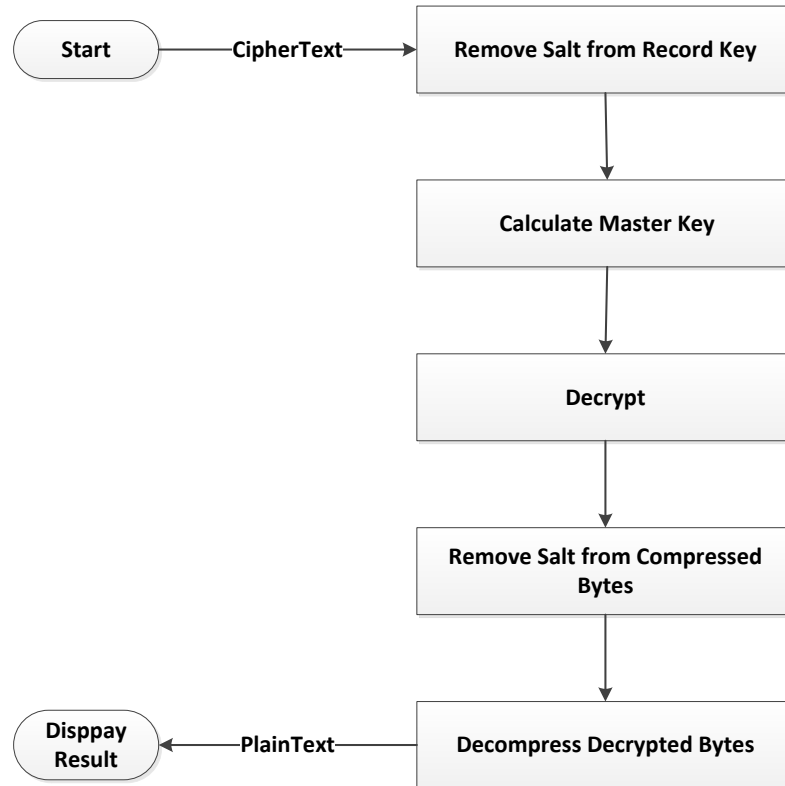 Start
CipherText
Remove Salt from Record Key
Calculate Master Key
Decrypt
Remove Salt from Compressed
Bytes
Decompress Decrypted Bytes
PlainText
Disppay
Result